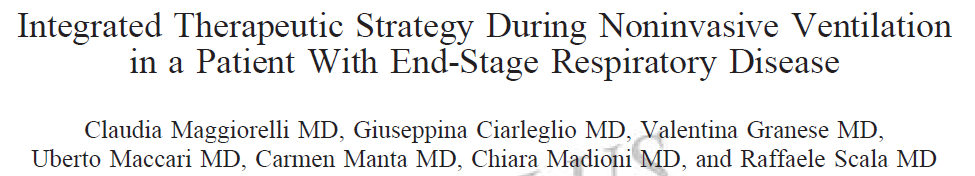 Integrated Therapeutic Strategy During Noninvasive Ventilation
in a Patient With End-Stage Respiratory Disease
Claudia Maggiorelli MD, Giuseppina Ciarleglio MD, Valentina Granese MD,
Uberto Maccari MD, Carmen Manta MD, Chiara Madioni MD, and Raffaele Scala MD